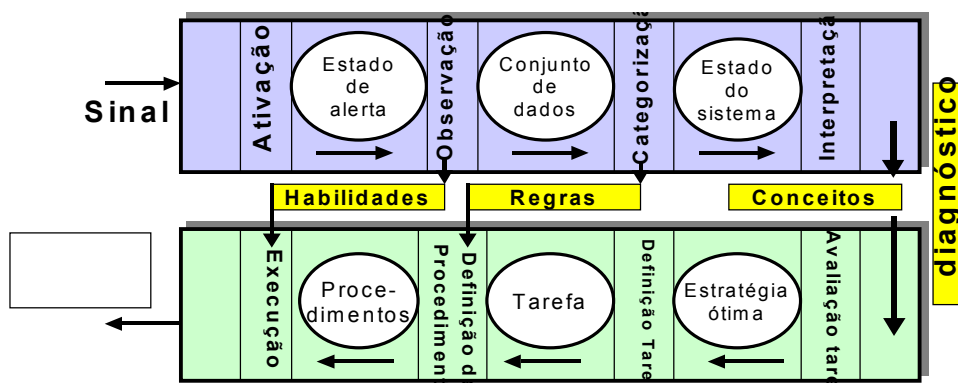 Sinal
Ativação
Estado
de
alerta
Observação
Conjunto
de
dados
Categorizaçã
Estado
do
sistema
Interpretaçã
diagnóstico
Habilidades
Regras
Conceitos
Execução
Proce-
dimentos
Procediment
Definição d
Tarefa
Definição Tare
Estratégia
ótima
Avaliação tare